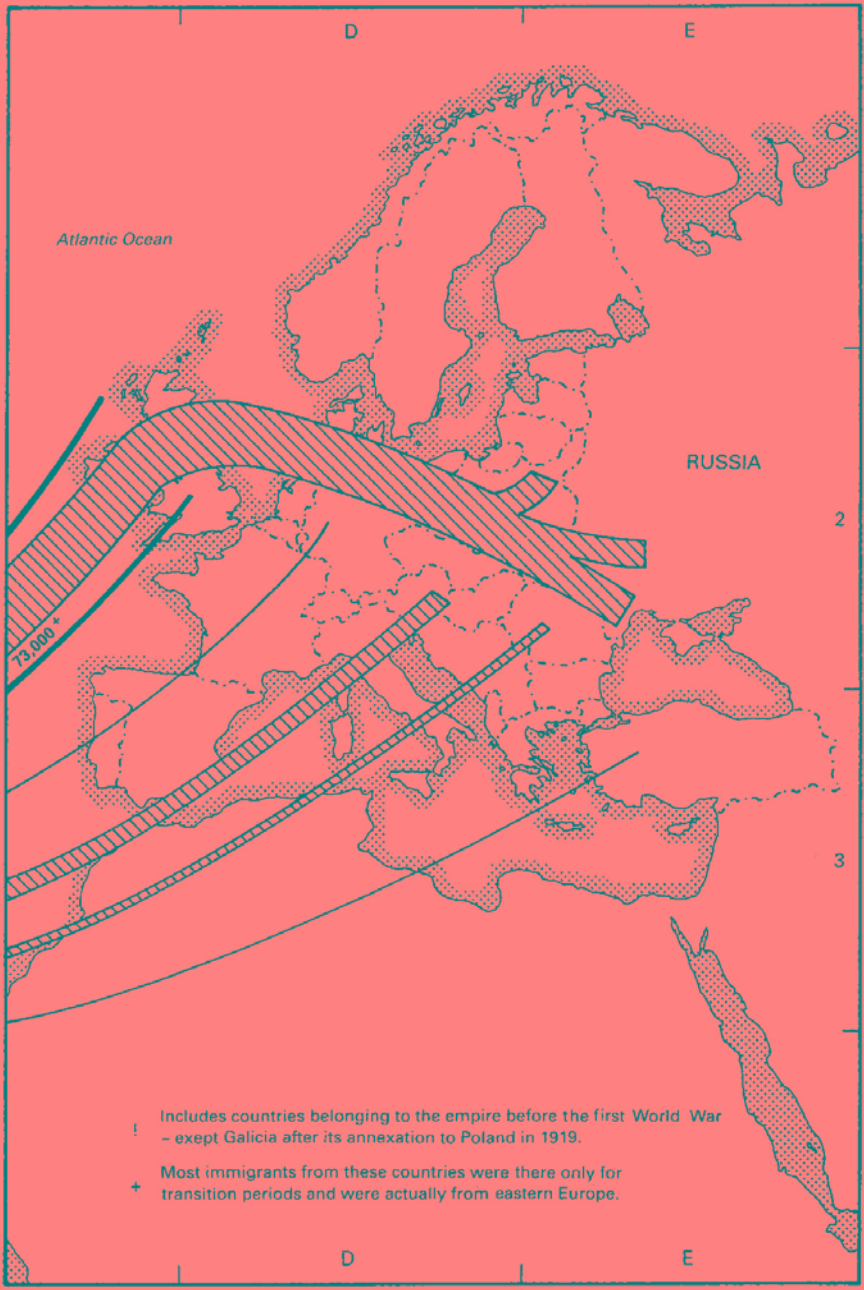 D
E
Atlantic Ocean
RUSSIA
2
73,000 +
3
! Includes countries belonging to the empire before the first World War
– exept Galicia after its annexation to Poland in 1919.
+ Most immigrants from these countries were there only for
transition periods and were actually from eastern Europe.
D
E